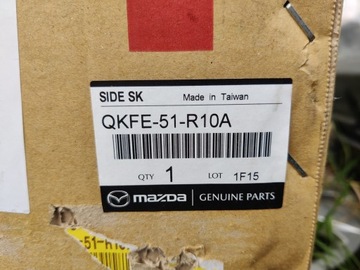 SIDE SK Made in Taiwan
QKFE-51-R10A
QTY 1 LOT 1F15
mazda GENUINE PARTS